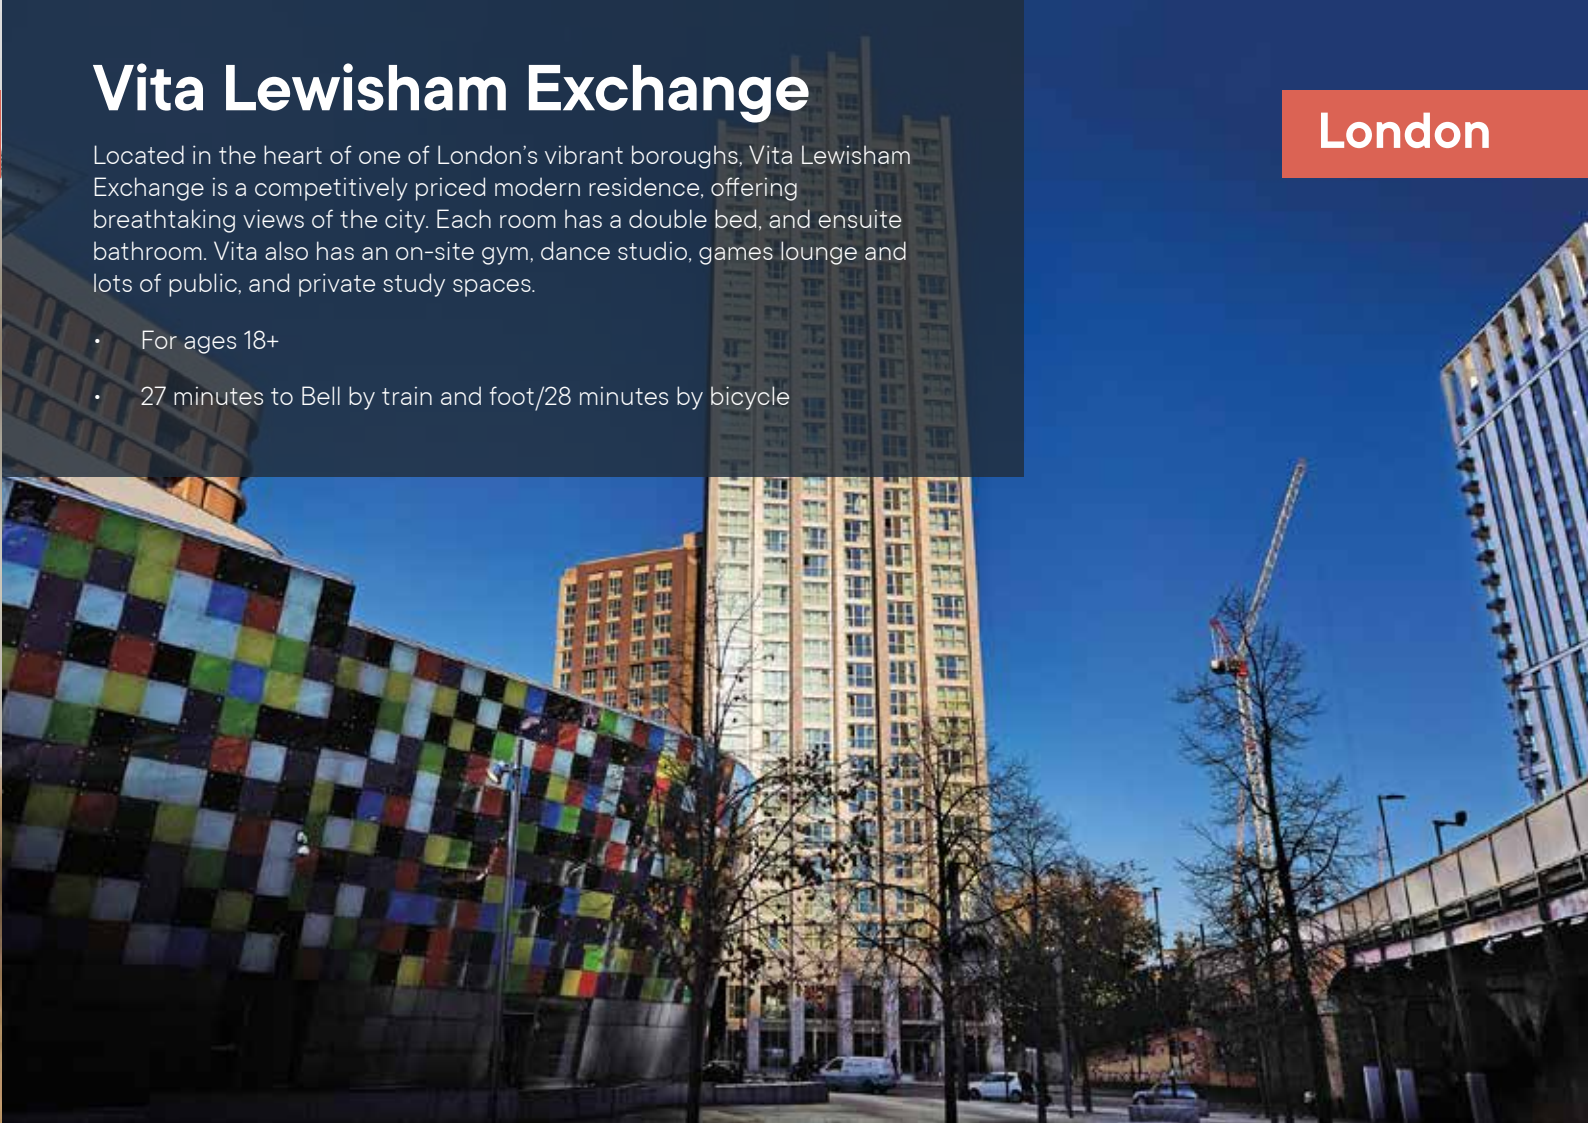 Vita Lewisham Exchange
London
Located in the heart of one of London's vibrant boroughs, Vita Lewisham
Exchange is a competitively priced modern residence, offering
breathtaking views of the city. Each room has a double bed, and ensuite
bathroom. Vita also has an on-site gym, dance studio, games lounge and
lots of public, and private study spaces.
• For ages 18+
• 27 minutes to Bell by train and foot/28 minutes by bicycle